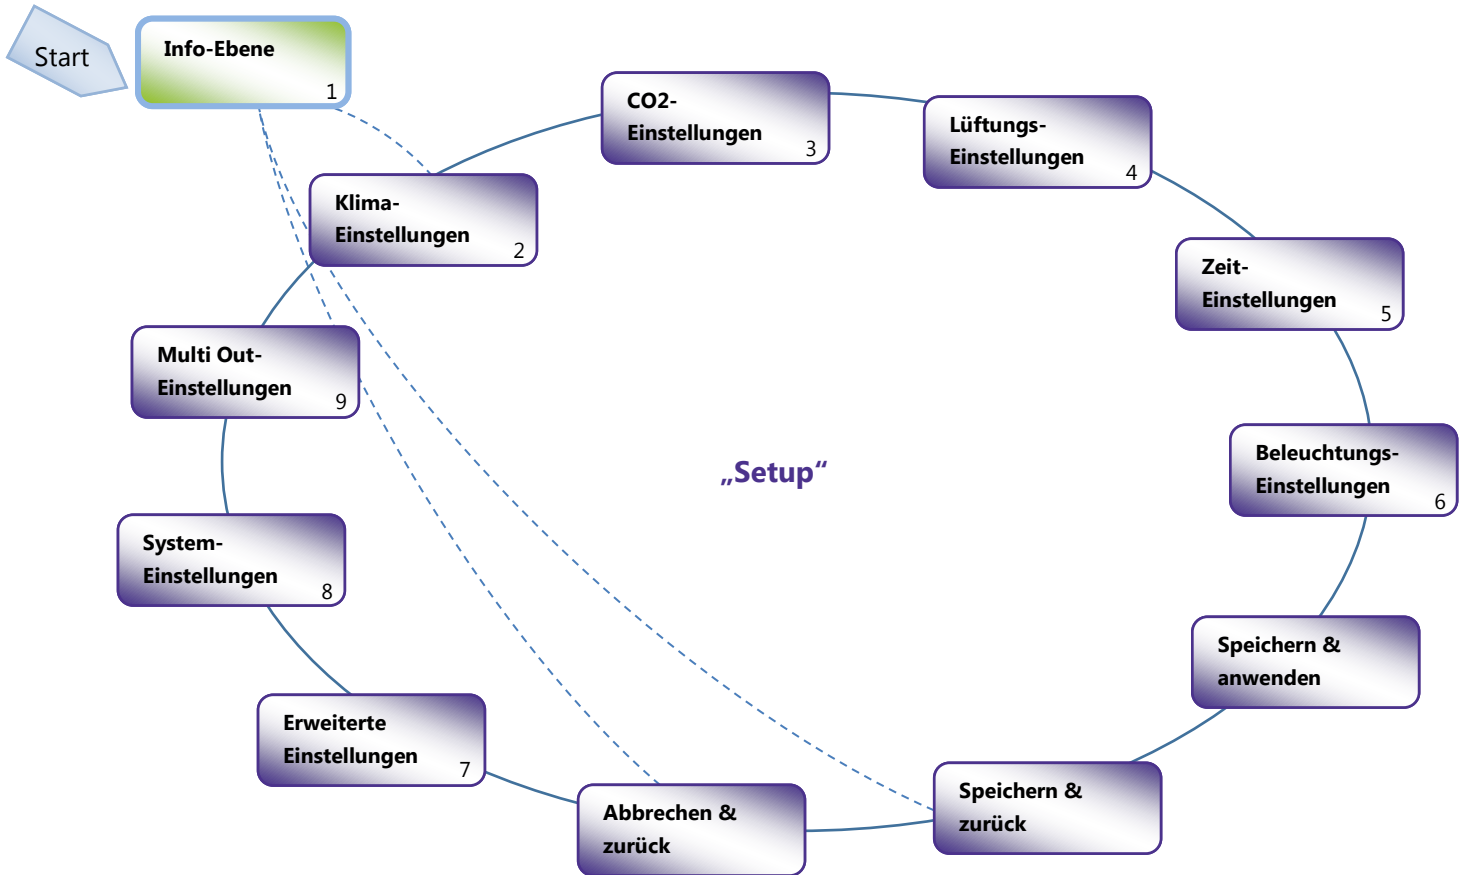 Start
Info-Ebene
1
CO2-
Einstellungen
3
Lüftungs-
Einstellungen
4
Klima-
Einstellungen
2
Zeit-
Einstellungen
5
Multi Out-
Einstellungen
9
„Setup“
Beleuchtungs-
Einstellungen
6
System-
Einstellungen
8
Speichern &
anwenden
Erweiterte
Einstellungen
7
Abbrechen &
zurück
Speichern &
zurück